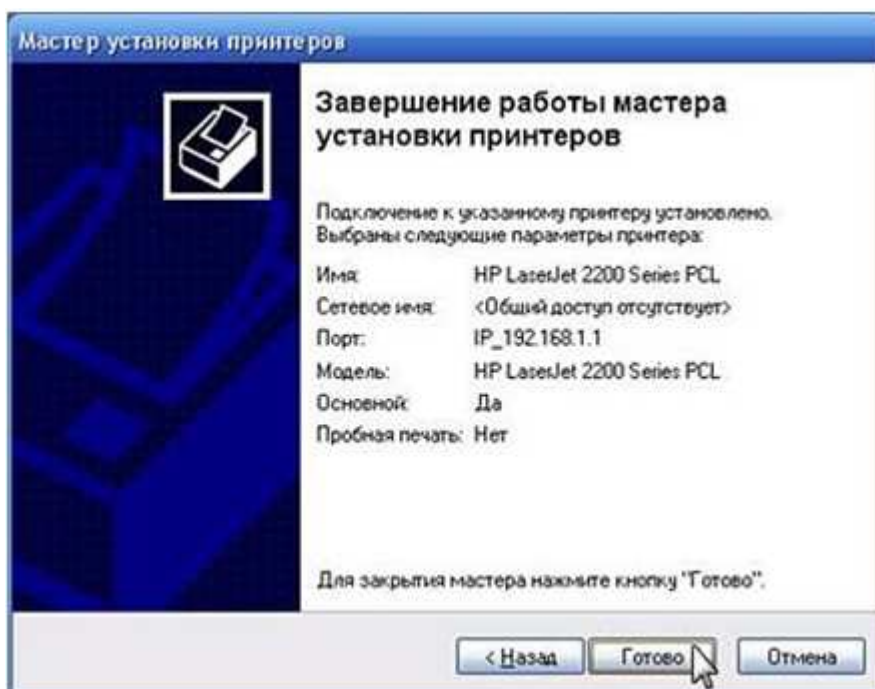 Мастер установки принтеров
Завершение работы мастера
установки принтеров
Подключение к указанному принтеру установлено.
Выбраны следующие параметры принтера:
Имя: HP LaserJet 2200 Series PCL
Сетевое имя: <Общий доступ отсутствует>
Порт: IP_192.168.1.1
Модель: HP LaserJet 2200 Series PCL
Основной: Да
Пробная печать: Нет
Для закрытия мастера нажмите кнопку "Готово".
< Назад Готово Отмена